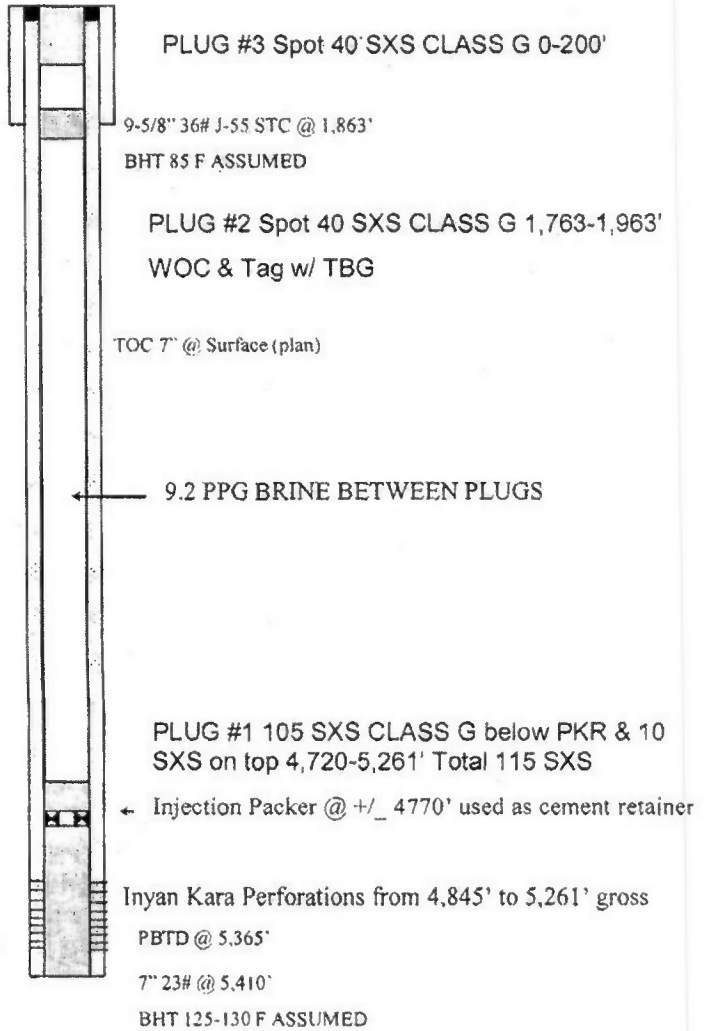 PLUG #3 Spot 40 SXS CLASS G 0-200'
9-5/8" 36# J-55 STC @ 1,863'
BHT 85 F ASSUMED
PLUG #2 Spot 40 SXS CLASS G 1,763-1,963'
WOC & Tag w/ TBG
TOC 7" @ Surface (plan)
9.2 PPG BRINE BETWEEN PLUGS
PLUG #1 105 SXS CLASS G below PKR & 10
SXS on top 4,720-5,261' Total 115 SXS
Injection Packer @ +/_ 4770' used as cement retainer
Inyan Kara Perforations from 4,845' to 5,261' gross
PBTD @ 5,365'
7" 23# @ 5,410'
BHT 125-130 F ASSUMED